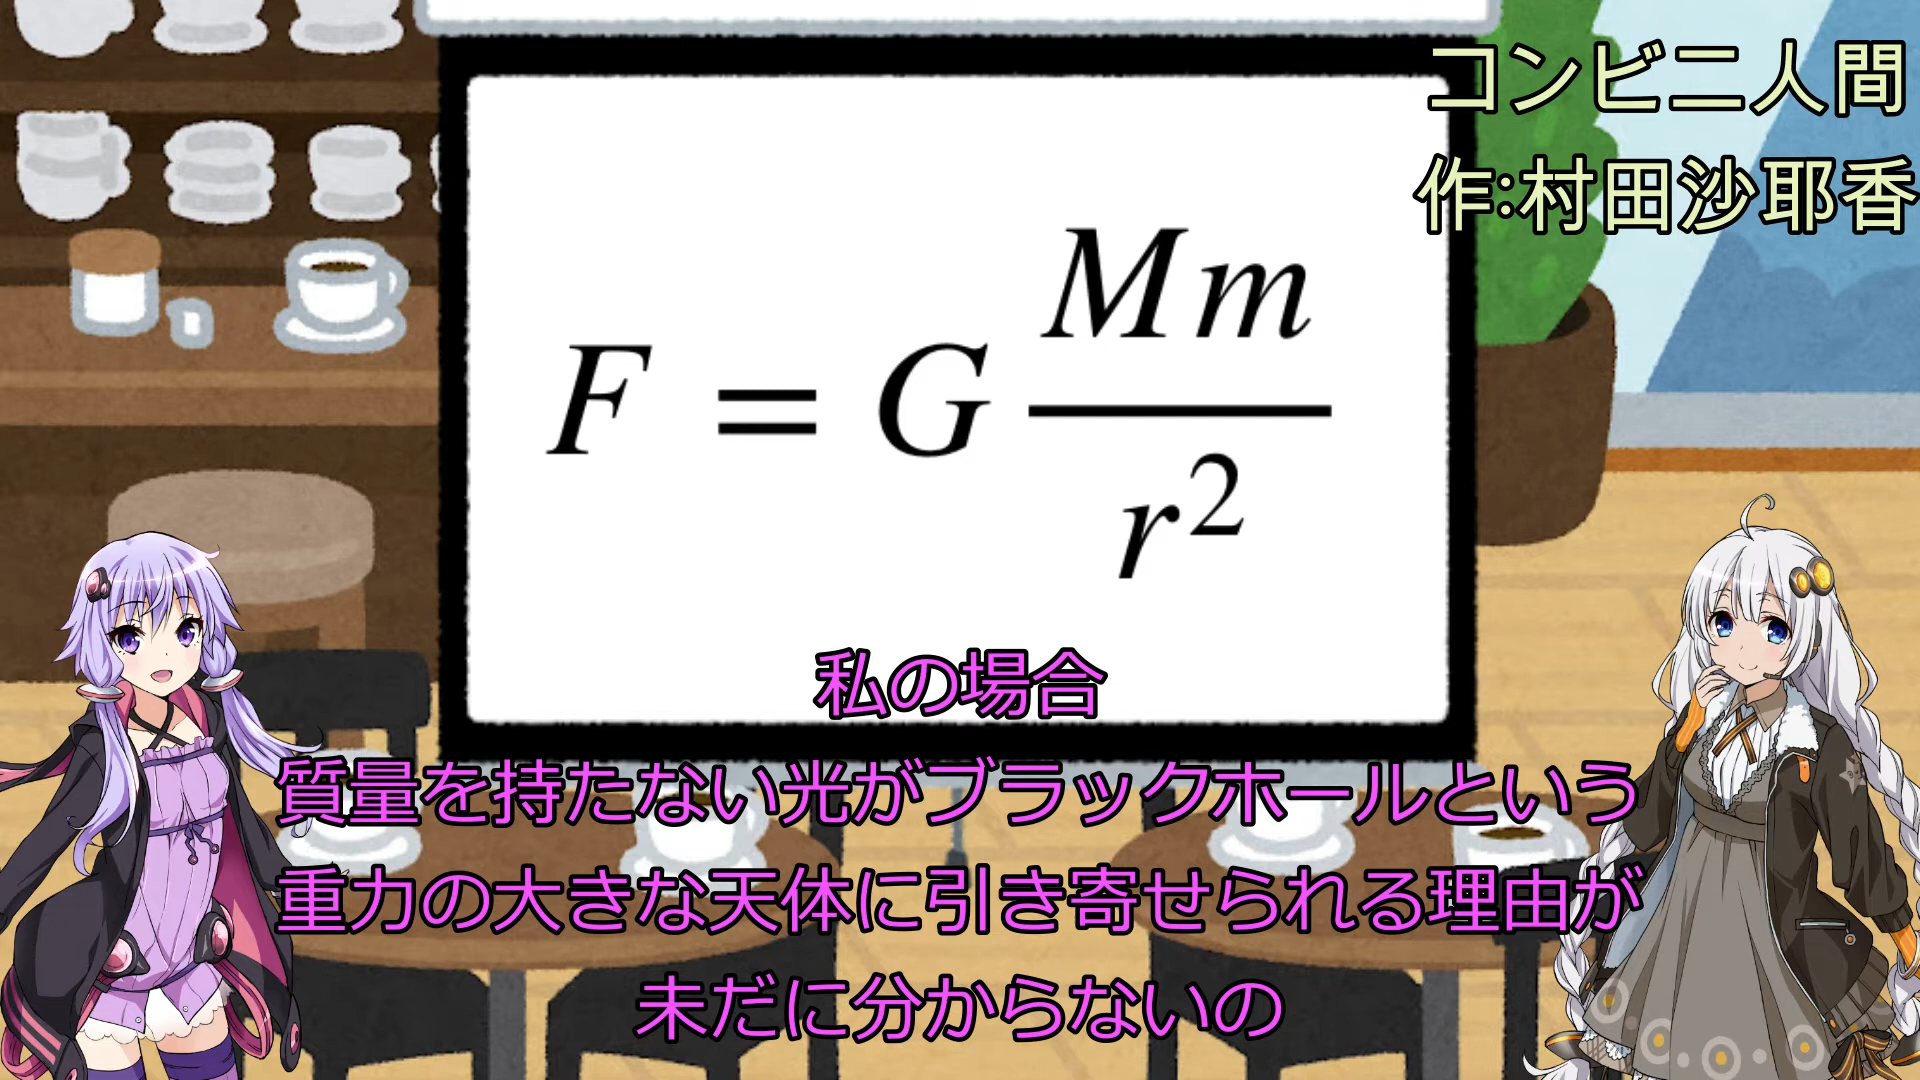 コンビニ人間
作:村田沙耶香
F = G \frac{Mm}{r^2}
私の場合
質量を持たない光がブラックホールという
重力の大きな天体に引き寄せられる理由が
未だに分からないの